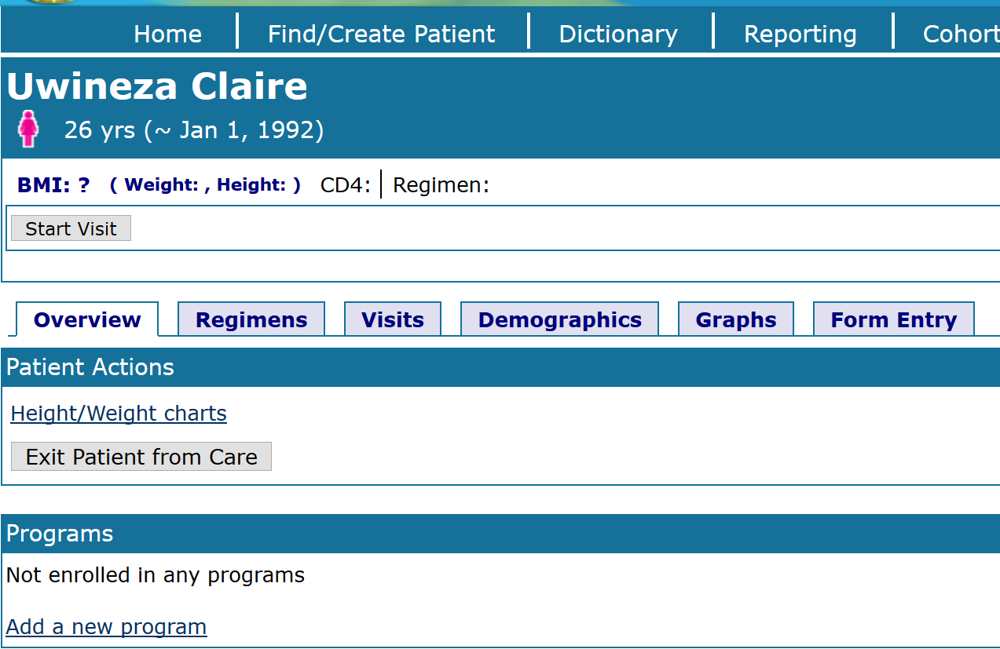 Home Find/Create Patient Dictionary Reporting Cohort
Uwineza Claire
26 yrs (~ Jan 1, 1992)
BMI: ? ( Weight: , Height: ) CD4: Regimen:
Start Visit
Overview Regimens Visits Demographics Graphs Form Entry
Patient Actions
Height/Weight charts
Exit Patient from Care
Programs
Not enrolled in any programs
Add a new program